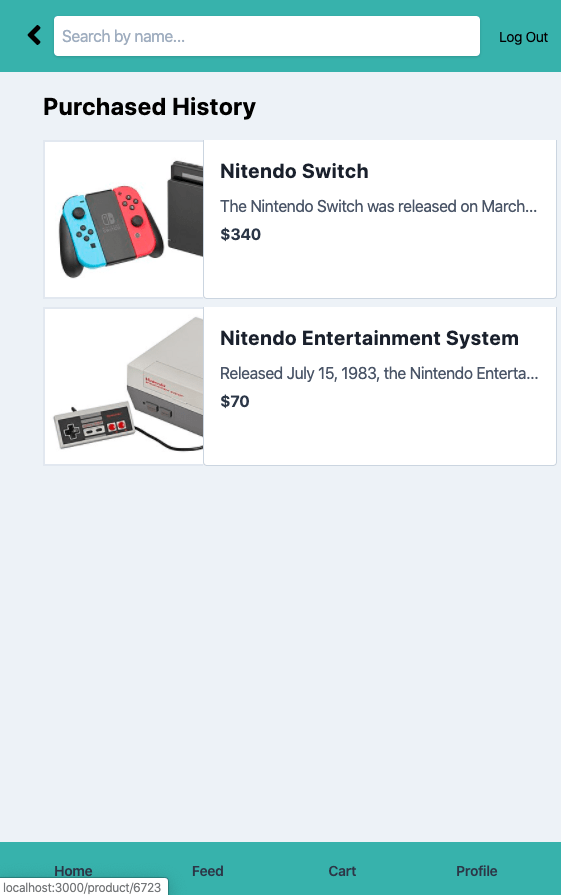 Search by name...
Log Out
Purchased History
Nitendo Switch
The Nintendo Switch was released on March...
$340
Nitendo Entertainment System
Released July 15, 1983, the Nintendo Enterta...
$70
Home
Feed
Cart
Profile
localhost:3000/product/6723